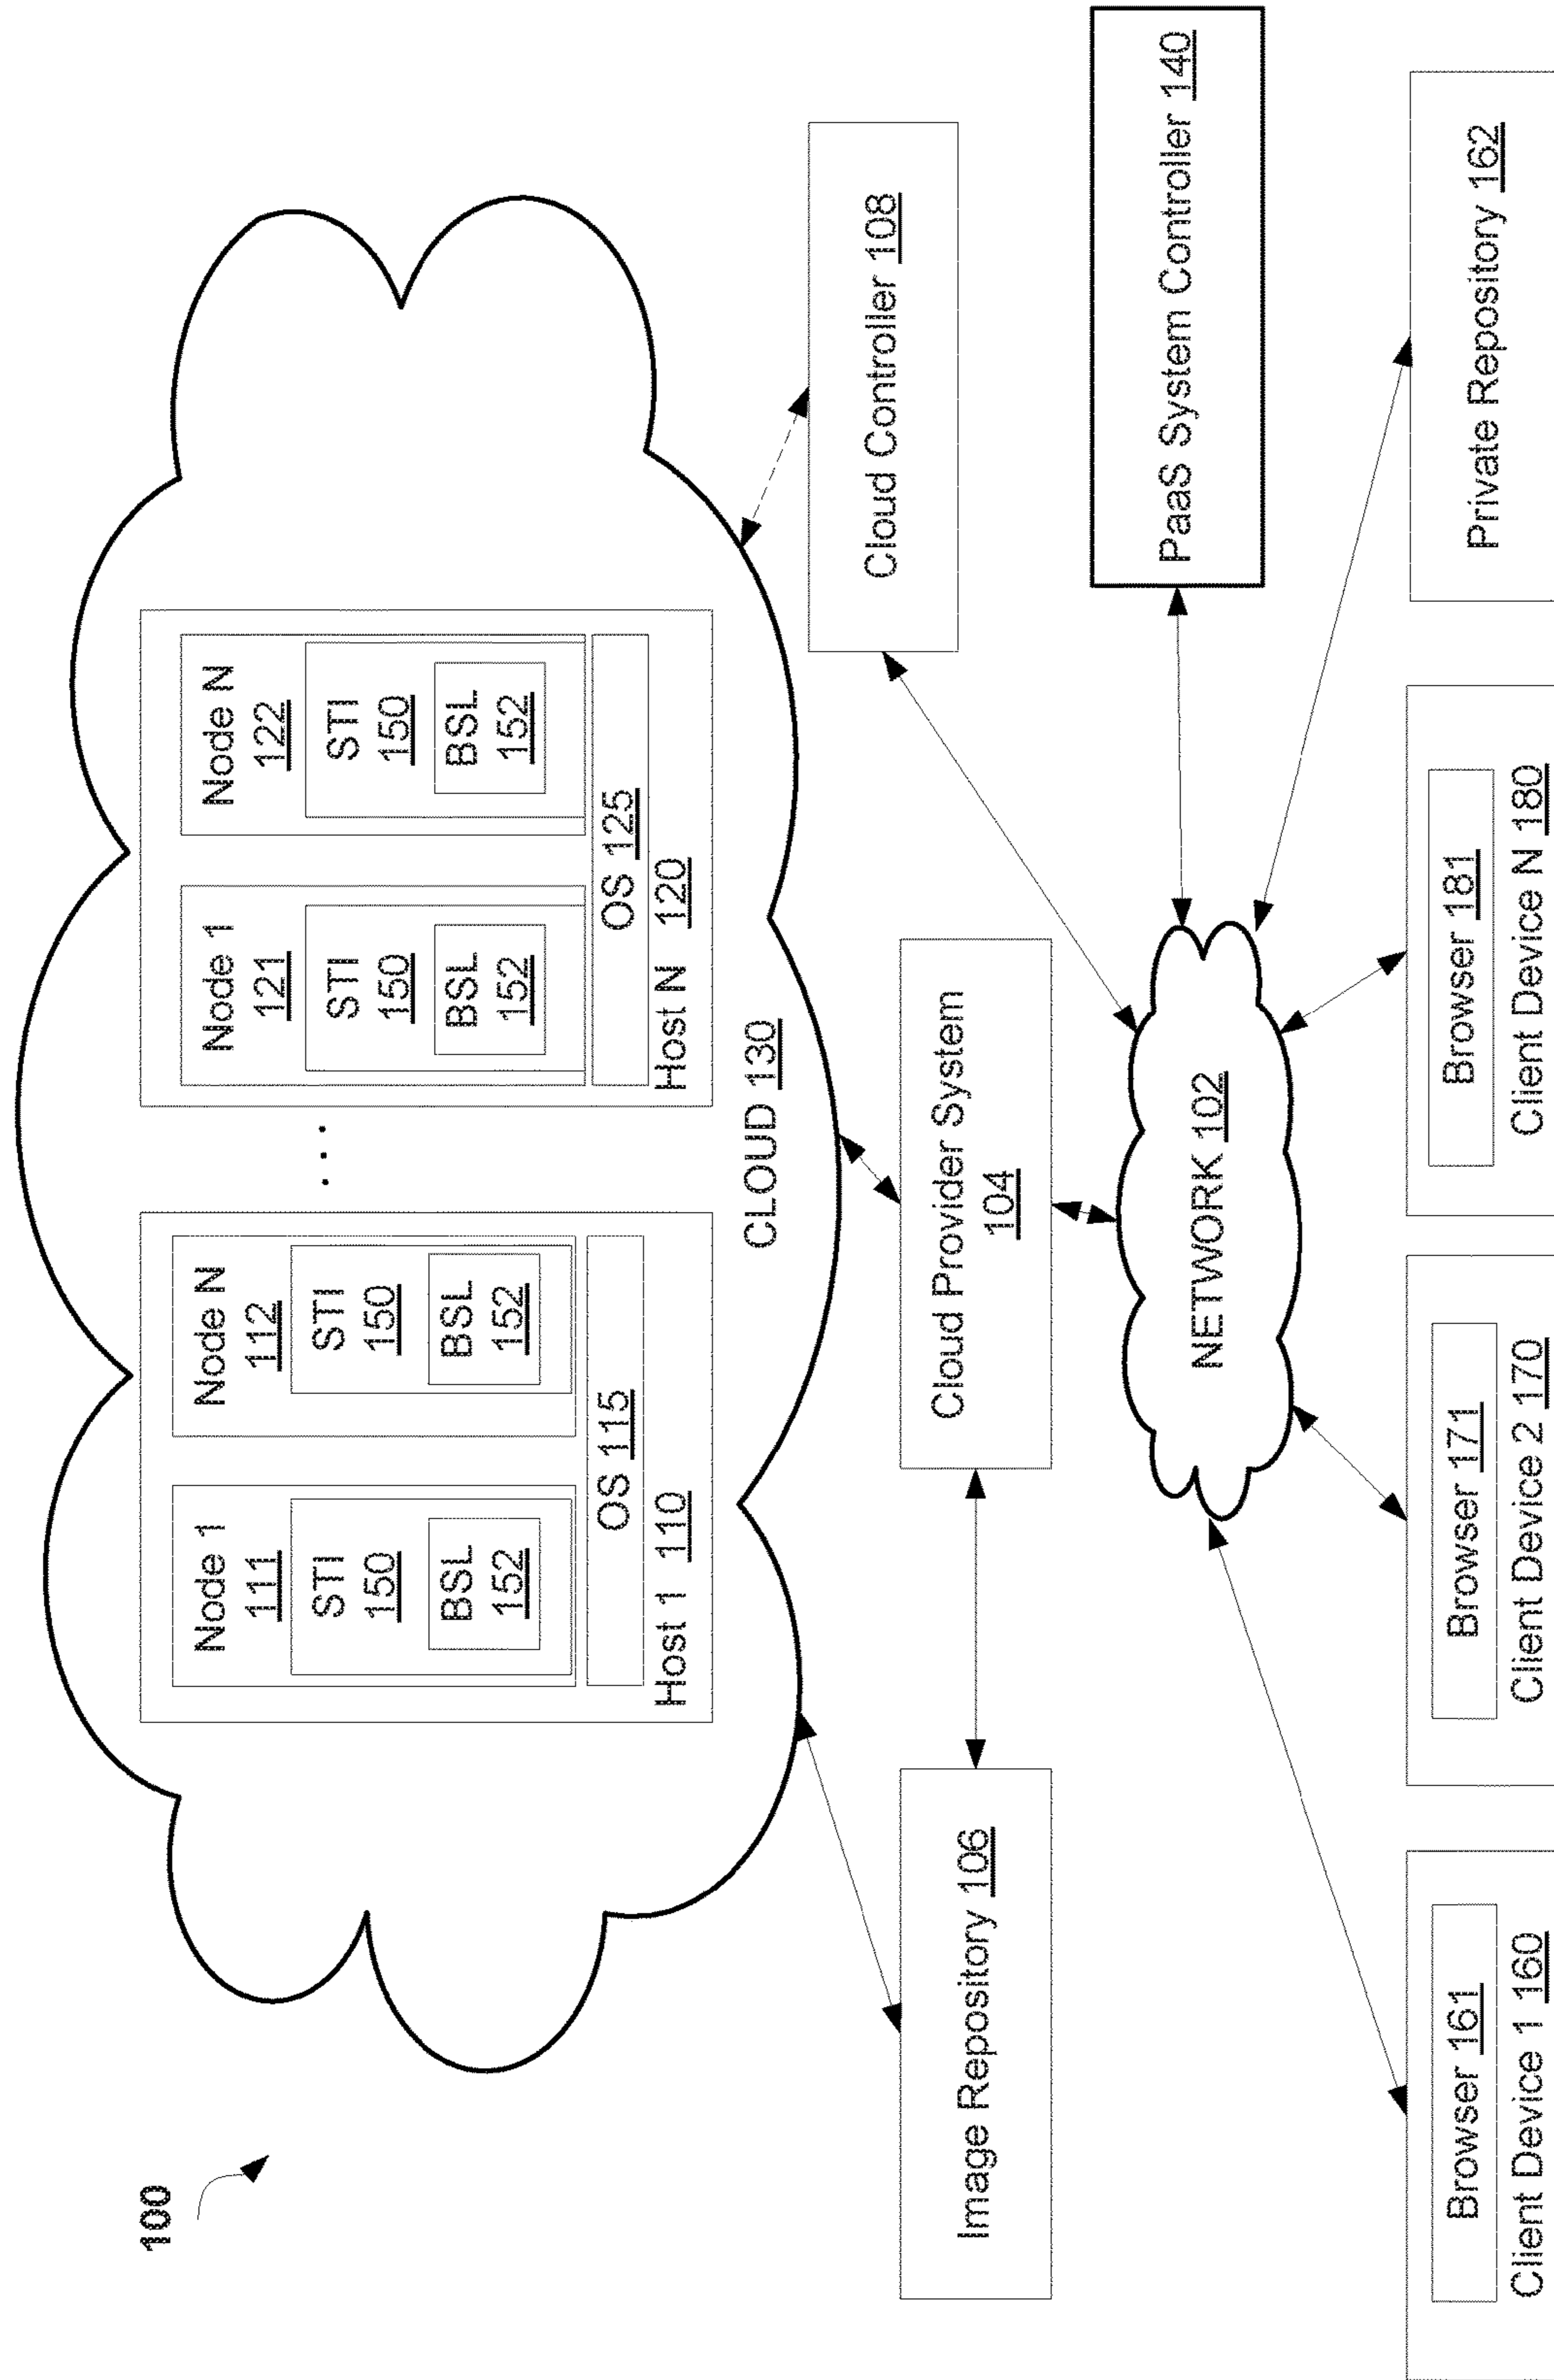 100
Node 1
111
STI
150
BSL
152
Node N
112
STI
150
BSL
152
OS 115
Host 1 110
...
Node 1
121
STI
150
BSL
152
Node N
122
STI
150
BSL
152
OS 125
Host N 120
CLOUD 130
Image Repository 106
Cloud Provider System
104
Cloud Controller 108
NETWORK 102
PaaS System Controller 140
Browser 161
Client Device 1 160
Browser 171
Client Device 2 170
Browser 181
Client Device N 180
Private Repository 162